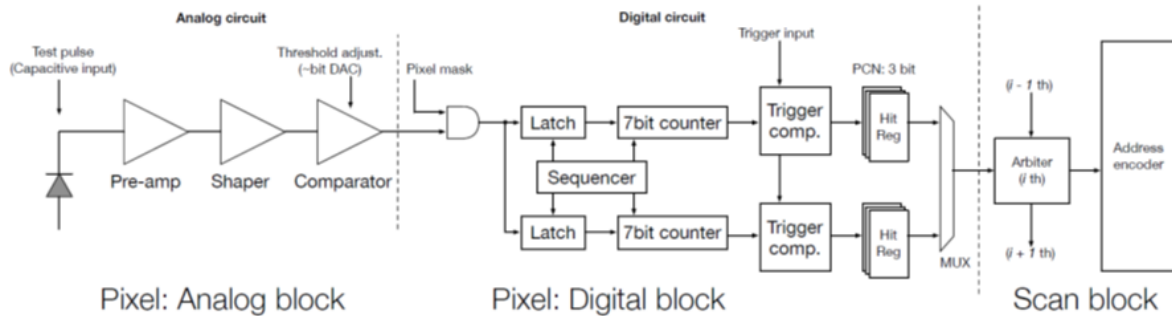 Analog circuit
Digital circuit
Test pulse
(Capacitive input)
Threshold adjust.
(~bit DAC)
Pixel mask
Trigger input
PCN: 3 bit
(i - 1 th)
Latch
7bit counter
Trigger
comp.
Hit
Reg
Sequencer
Arbiter
(i th)
Address
encoder
Pre-amp
Shaper
Comparator
Latch
7bit counter
Trigger
comp.
Hit
Reg
MUX
(i + 1 th)
Pixel: Analog block
Pixel: Digital block
Scan block